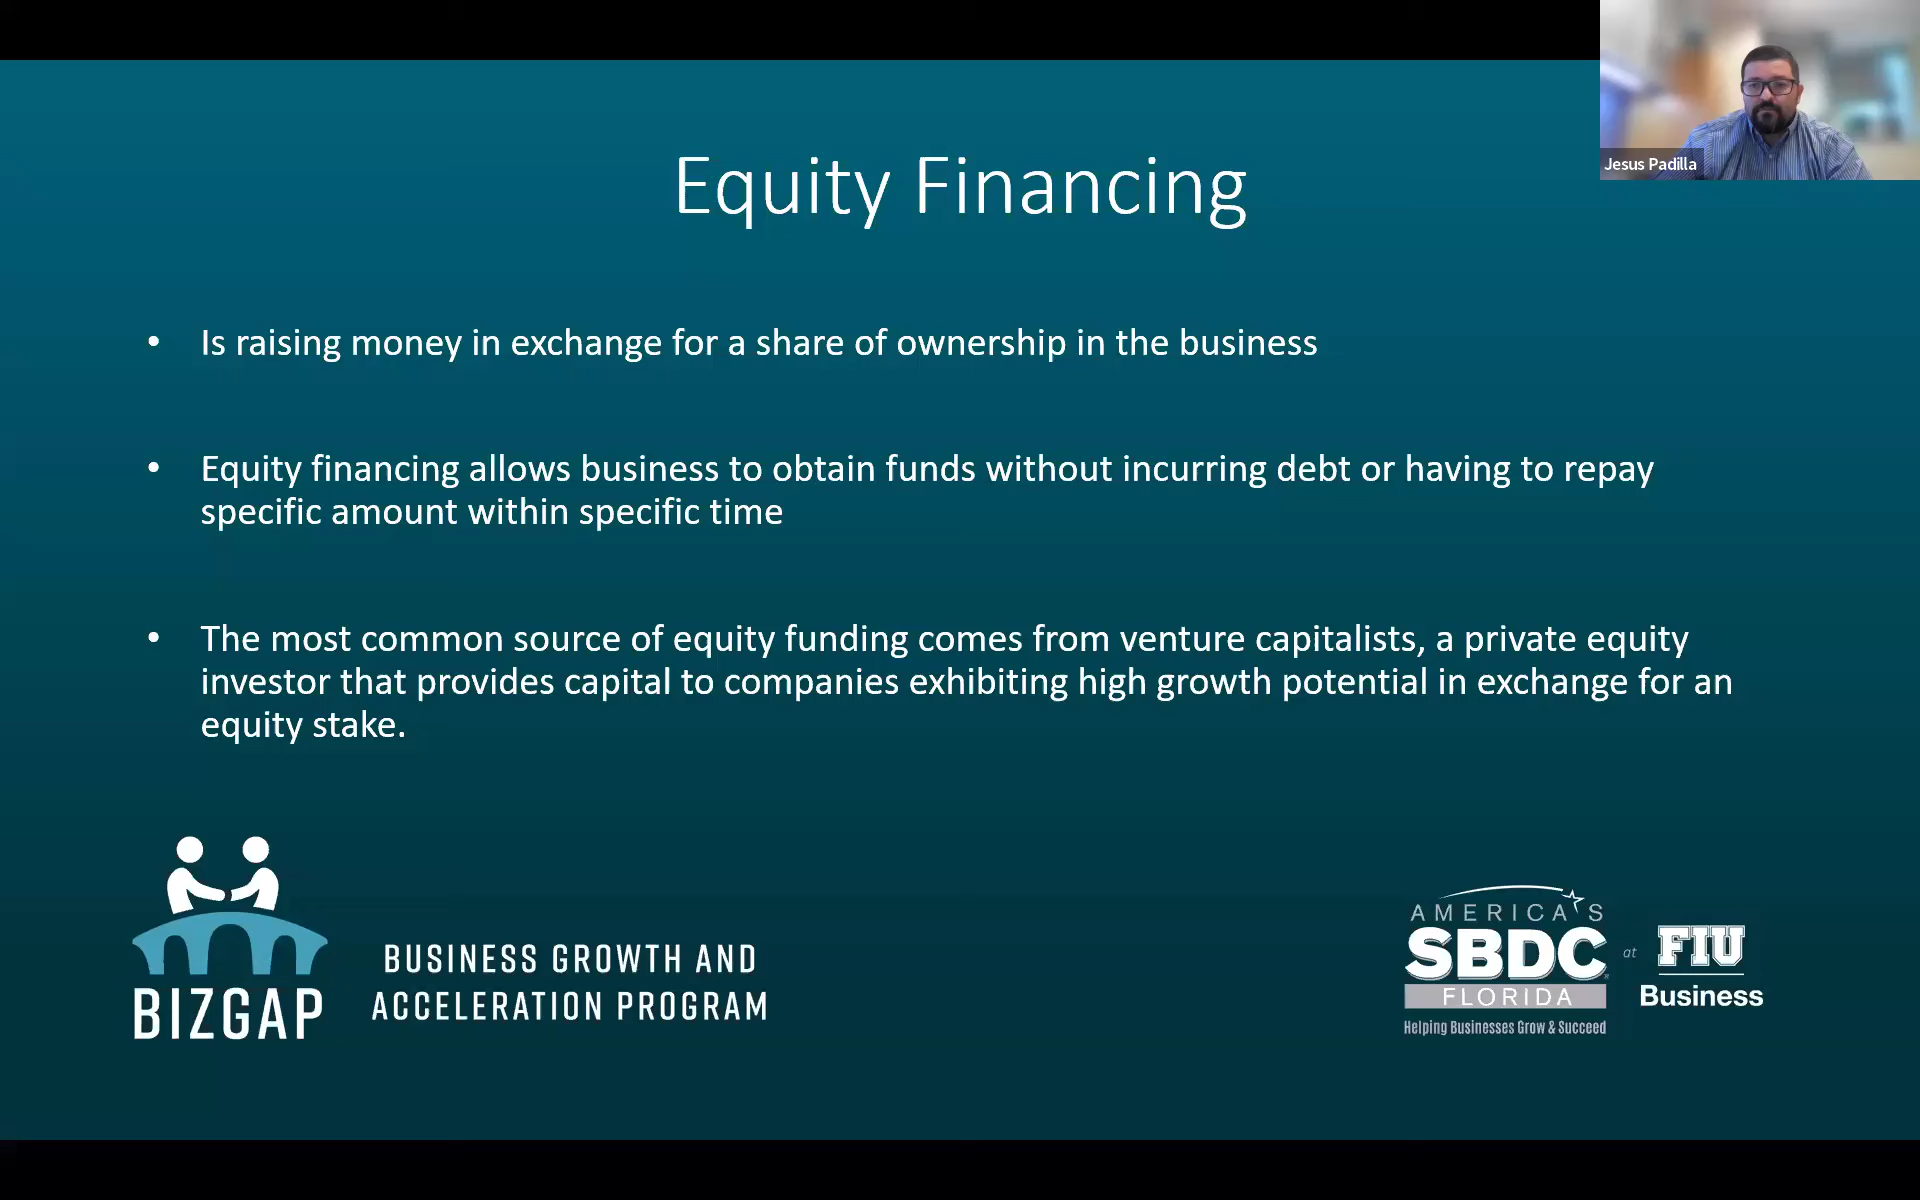 Jesus Padilla
Equity Financing
• Is raising money in exchange for a share of ownership in the business
• Equity financing allows business to obtain funds without incurring debt or having to repay
specific amount within specific time
• The most common source of equity funding comes from venture capitalists, a private equity
investor that provides capital to companies exhibiting high growth potential in exchange for an
equity stake.
BIZGAP
BUSINESS GROWTH AND
ACCELERATION PROGRAM
AMERICA'S
SBDC
FLORIDA
Helping Businesses Grow & Succeed
at
FIU
Business